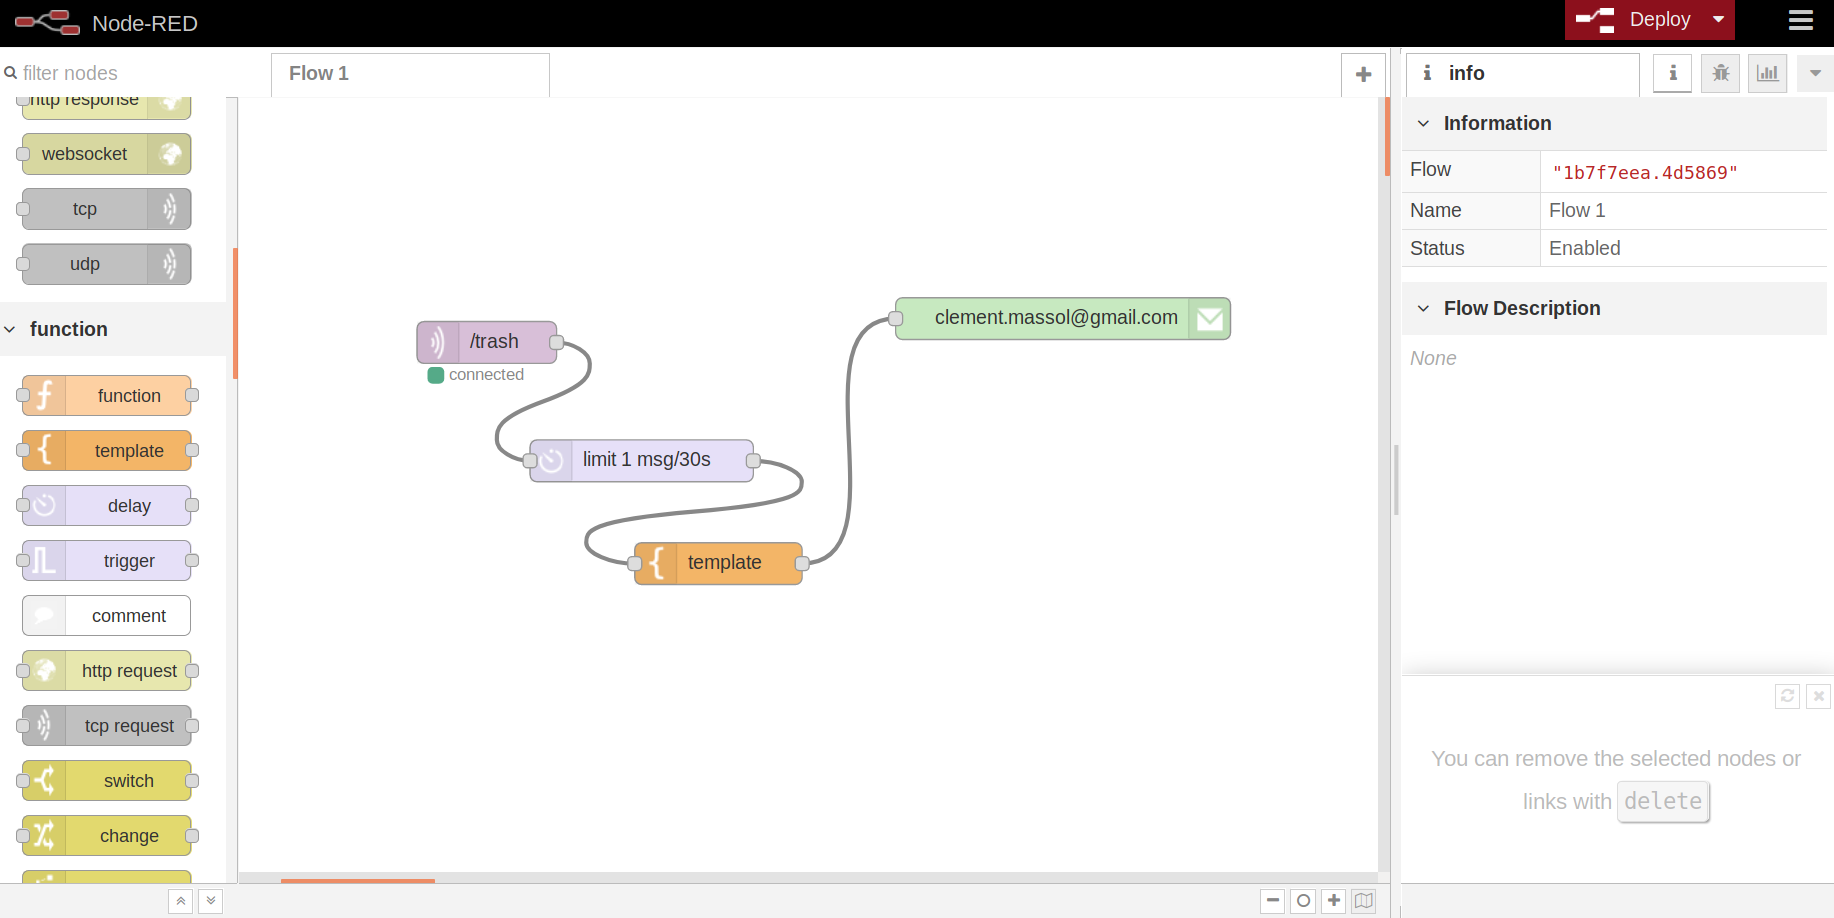 Node-RED
Deploy
filter nodes
Flow 1
info
http response
websocket
tcp
udp
function
function
template
delay
trigger
comment
http request
tcp request
switch
change
/trash
connected
limit 1 msg/30s
template
clement.massol@gmail.com
Information
Flow "1b7f7eea.4d5869"
Name Flow 1
Status Enabled
Flow Description
None
You can remove the selected nodes or
links with delete